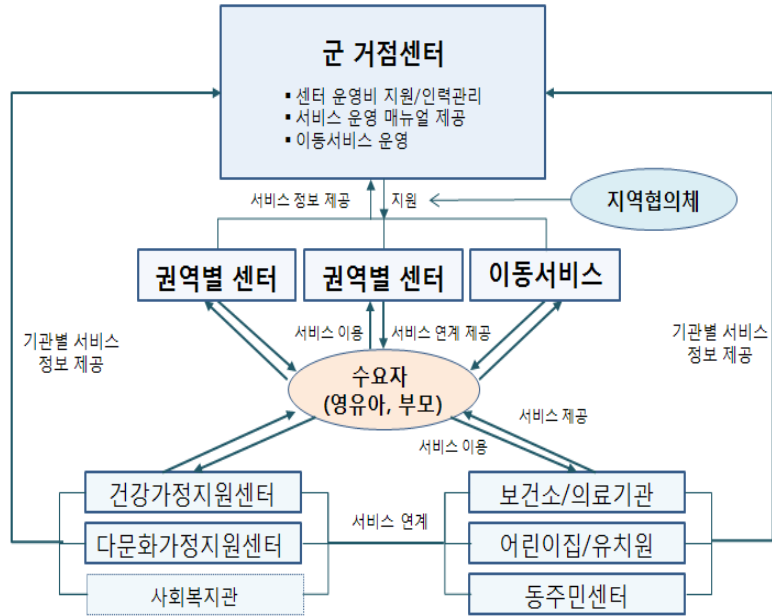 군 거점센터
▪ 센터 운영비 지원/인력관리
▪ 서비스 운영 매뉴얼 제공
▪ 이동서비스 운영
서비스 정보 제공
지원
지역협의체
권역별 센터
권역별 센터
이동서비스
기관별 서비스
정보 제공
서비스 이용
서비스 연계 제공
기관별 서비스
정보 제공
수요자
(영유아, 부모)
서비스 제공
서비스 이용
건강가정지원센터
보건소/의료기관
서비스 연계
다문화가정지원센터
어린이집/유치원
사회복지관
동주민센터